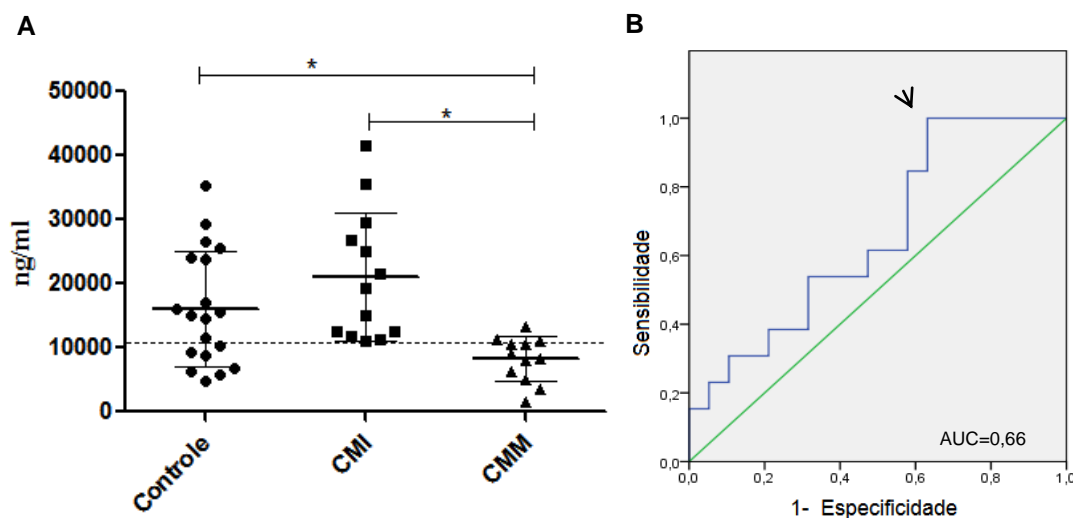 A
*
*
50000
40000
30000
20000
10000
0
ng/ml
Controle
CMI
CMM
B
1,0
0,8
0,6
0,4
0,2
0,0
Sensibilidade
AUC=0,66
0,0 0,2 0,4 0,6 0,8 1,0
1- Especificidade